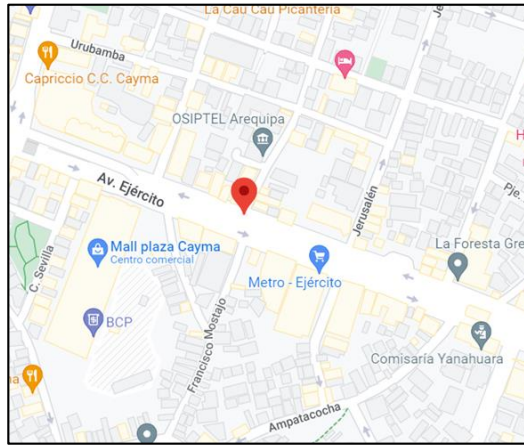 La Cau Cau Picantería
Urubamba
Capriccio C.C. Cayma
OSIPTEL Arequipa
Av. Ejército
Jerusalén
Pje.
Mall plaza Cayma
Centro comercial
C. Sevilla
La Foresta Gre
Metro - Ejército
BCP
Francisco Mostajo
Comisaría Yanahuara
Ampatacocha